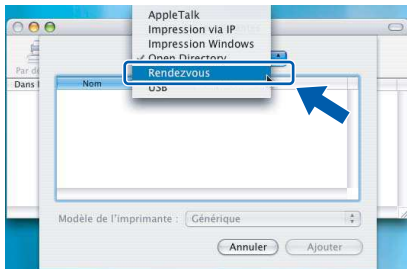 AppleTalk
Impression via IP
Impression Windows
✓ Open Directory
Rendezvous
USB
Par dé
Dans l
Nom
Modèle de l'imprimante : Générique
Annuler Ajouter